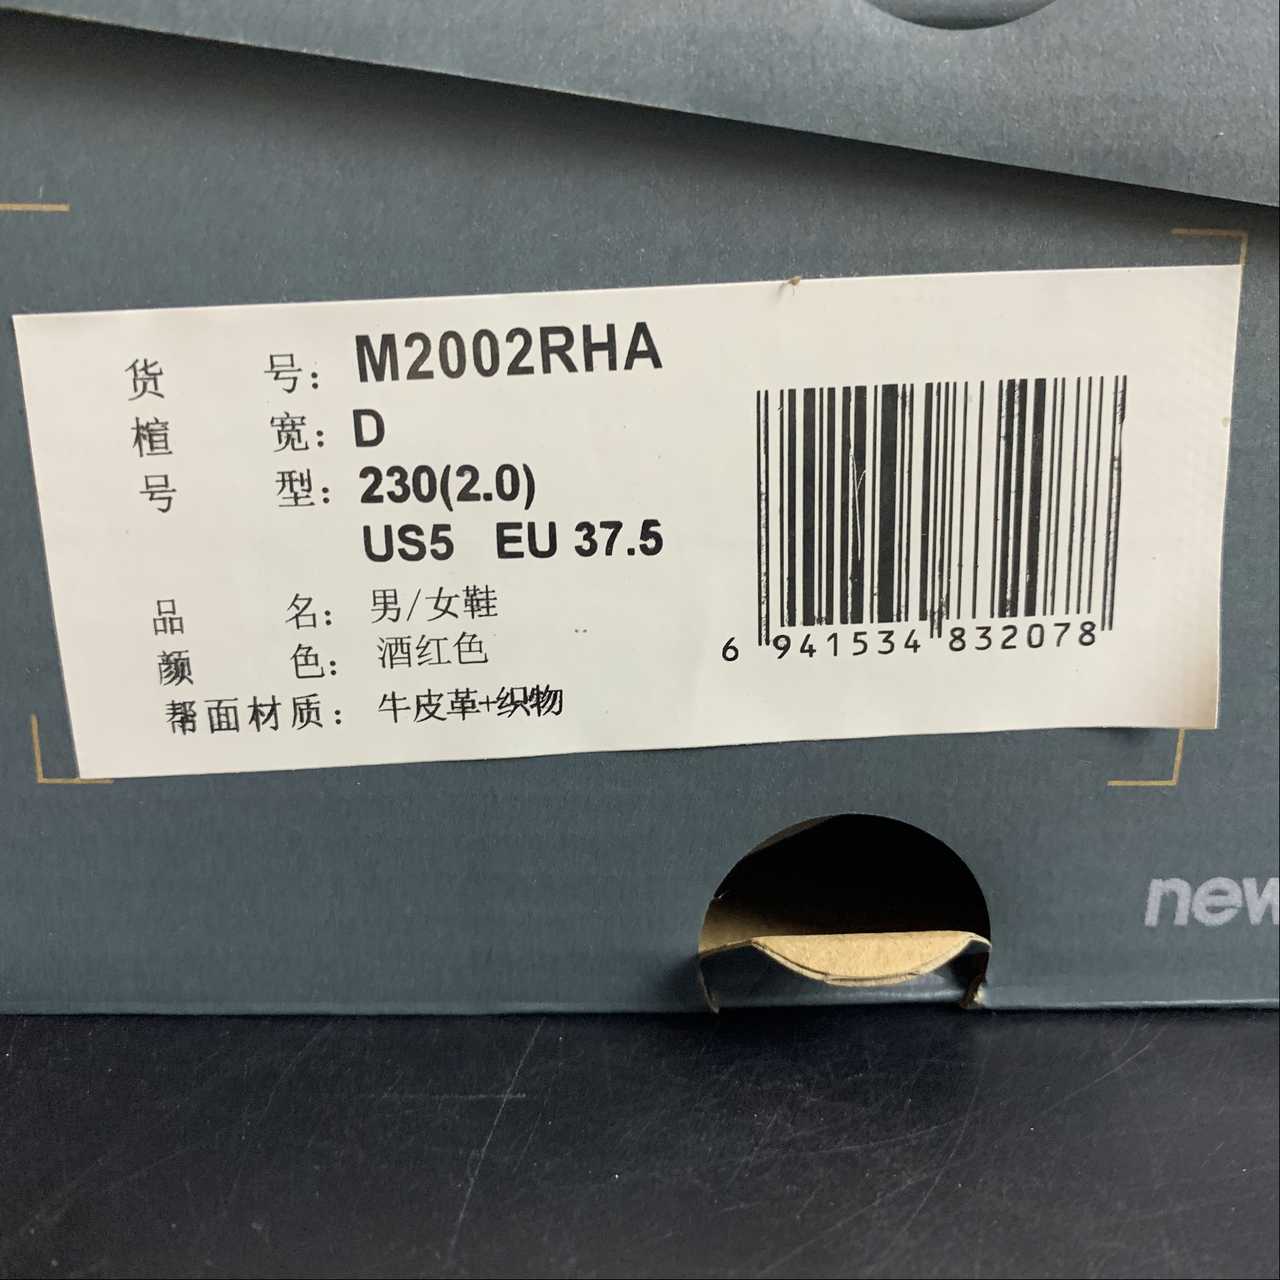 货 号: M2002RHA
楦 宽: D
号 型: 230(2.0)
US5 EU 37.5
品 名: 男/女鞋
颜 色: 酒红色
帮面材质: 牛皮革+织物
6 941534 832078
new